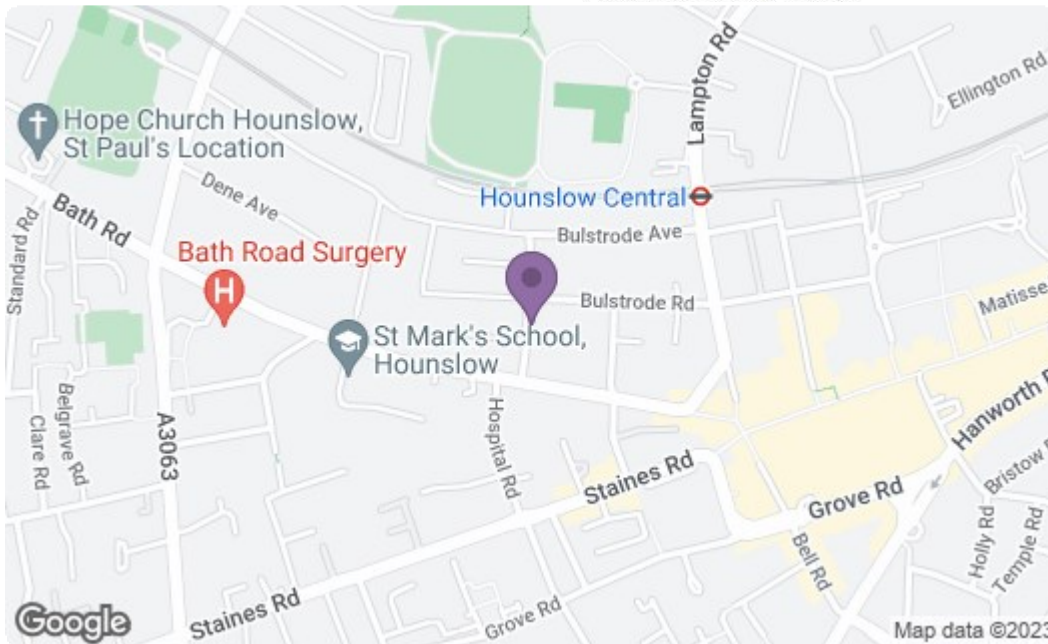 Lampton Rd
Ellington Rd
Hope Church Hounslow,
St Paul's Location
Dene Ave
Hounslow Central
Bath Rd
Bulstrode Ave
Standard Rd
Bath Road Surgery
H
Bulstrode Rd
Matisse
St Mark's School,
Hounslow
Belgrave Rd
Clare Rd
A3063
Hospital Rd
Hanworth
Staines Rd
Grove Rd
Bristow
Bell Rd
Holly Rd
Temple Rd
Staines Rd
Grove Rd
Google
Map data ©2023